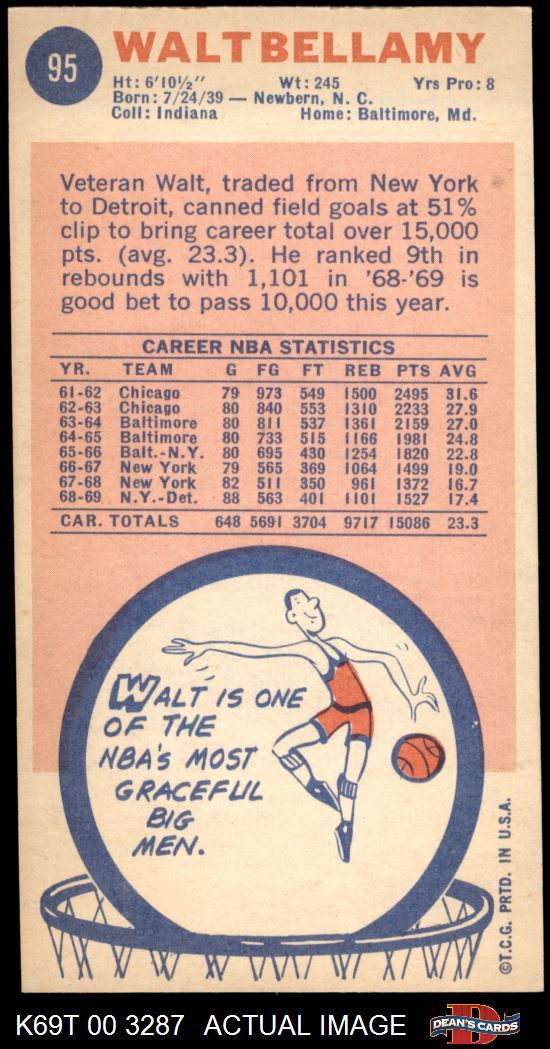 95
WALT BELLAMY
Ht: 6'10½" Wt: 245 Yrs Pro: 8
Born: 7/24/39 — Newbern, N. C.
Coll: Indiana Home: Baltimore, Md.
Veteran Walt, traded from New York
to Detroit, canned field goals at 51%
clip to bring career total over 15,000
pts. (avg. 23.3). He ranked 9th in
rebounds with 1,101 in '68-'69 is
good bet to pass 10,000 this year.
CAREER NBA STATISTICS
YR. TEAM G FG FT REB PTS AVG
61-62 Chicago 79 973 549 1500 2495 31.6
62-63 Chicago 80 840 553 1310 2233 27.9
63-64 Baltimore 80 811 537 1361 2159 27.0
64-65 Baltimore 80 733 515 1166 1981 24.8
65-66 Balt.-N.Y. 80 695 430 1254 1820 22.8
66-67 New York 79 565 369 1064 1499 19.0
67-68 New York 82 511 350 961 1372 16.7
68-69 N.Y.-Det. 88 563 401 1101 1527 17.4
CAR. TOTALS 648 5691 3704 9717 15086 23.3
WALT IS ONE
OF THE
NBA'S MOST
GRACEFUL
BIG
MEN.
©T.C.G. PRTD. IN U.S.A.
K69T 00 3287 ACTUAL IMAGE
D
DEAN'S CARDS